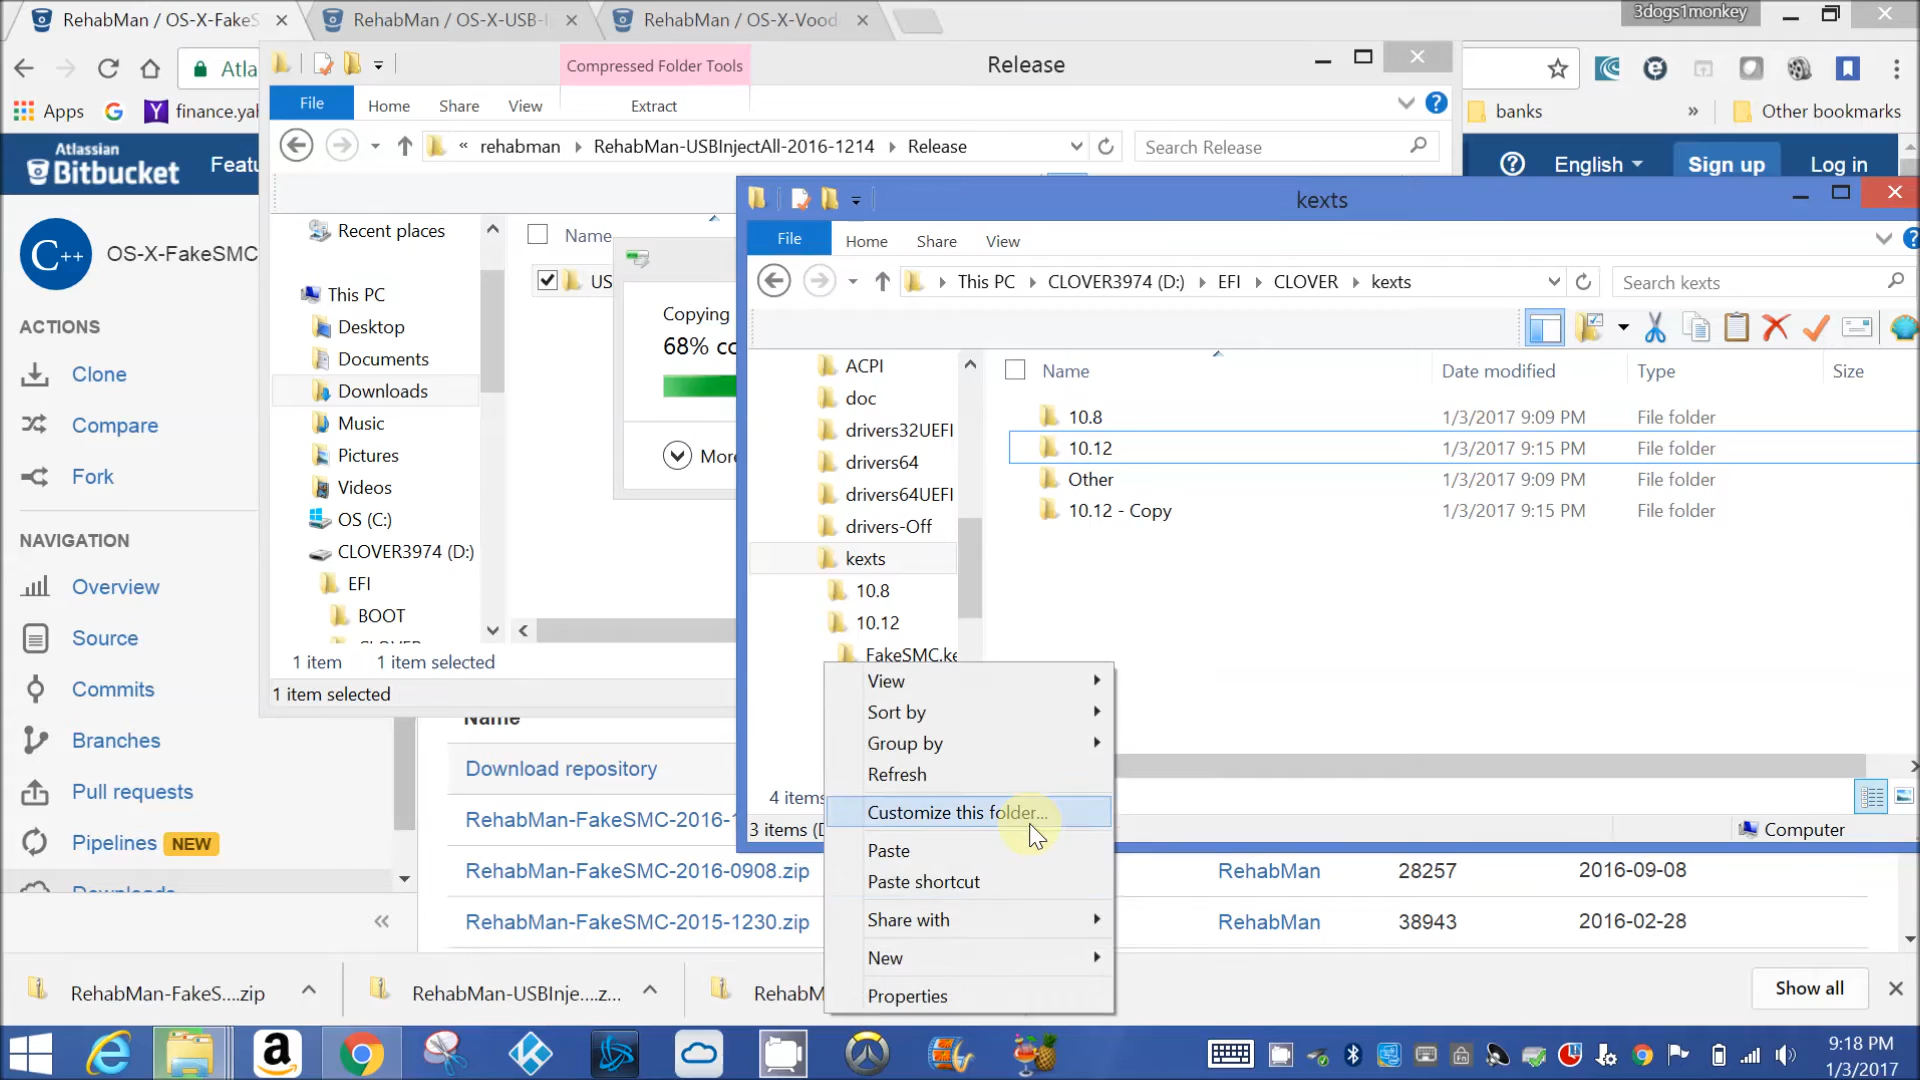 RehabMan / OS-X-FakeS
RehabMan / OS-X-USB-
RehabMan / OS-X-Vood
3dogs1monkey
Atla
Compressed Folder Tools
Release
Apps
finance.yah
File
Home
Share
View
Extract
banks
»
Other bookmarks
Atlassian
Bitbucket
Featu
« rehabman RehabMan-USBInjectAll-2016-1214 Release
Search Release
English
Sign up
Log in
C++
OS-X-FakeSMC
Recent places
Name
kexts
File
Home
Share
View
US
This PC CLOVER3974 (D:) EFI CLOVER kexts
Search kexts
ACTIONS
Clone
Compare
Fork
NAVIGATION
Overview
Source
Commits
Branches
Pull requests
Pipelines NEW
Downloads
This PC
Desktop
Documents
Downloads
Music
Pictures
Videos
OS (C:)
CLOVER3974 (D:)
EFI
BOOT
CLOVER
Copying
68% co
More
1 item
1 item selected
1 item selected
ACPI
doc
drivers32UEFI
drivers64
drivers64UEFI
drivers-Off
kexts
10.8
10.12
FakeSMC.ke
Name Date modified Type Size
10.8 1/3/2017 9:09 PM File folder
10.12 1/3/2017 9:15 PM File folder
Other 1/3/2017 9:09 PM File folder
10.12 - Copy 1/3/2017 9:15 PM File folder
4 items
3 items (D
Computer
View
Sort by
Group by
Refresh
Customize this folder...
Paste
Paste shortcut
Share with
New
Properties
Name
Download repository
RehabMan-FakeSMC-2016-1
RehabMan-FakeSMC-2016-0908.zip RehabMan 28257 2016-09-08
RehabMan-FakeSMC-2015-1230.zip RehabMan 38943 2016-02-28
RehabMan-FakeS....zip
RehabMan-USBInje....z...
RehabM
Show all
9:18 PM
1/3/2017